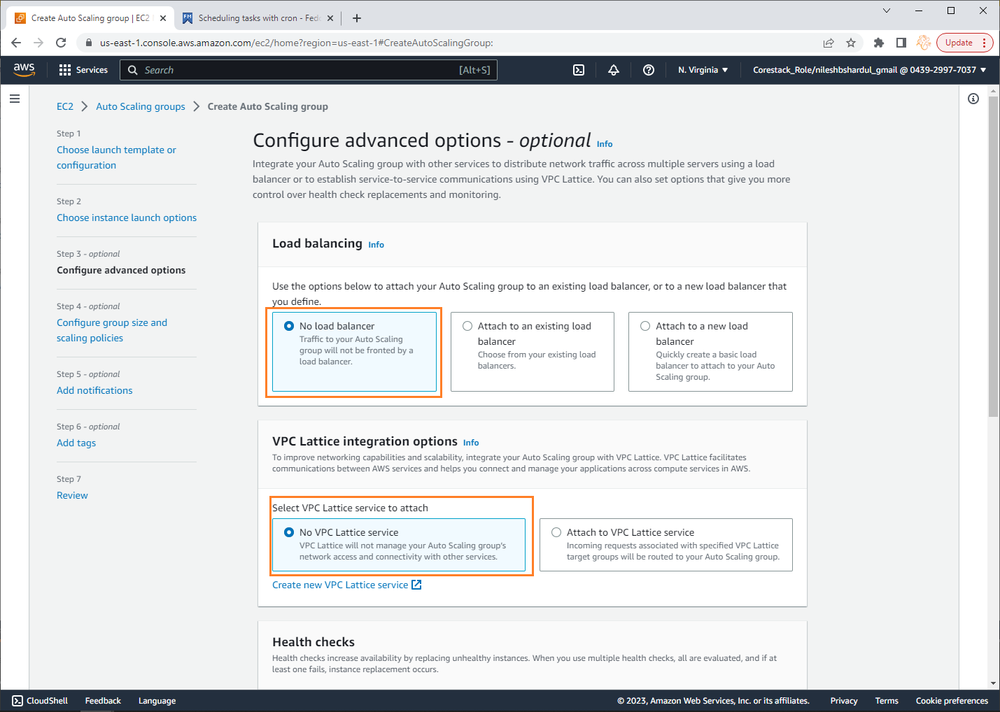 Create Auto Scaling group | EC2
Scheduling tasks with cron - Fed
us-east-1.console.aws.amazon.com/ec2/home?region=us-east-1#CreateAutoScalingGroup:
Update
aws
Services
Search
[Alt+S]
N. Virginia
Corestack_Role/nileshbshardul_gmail @ 0439-2997-7037
EC2
Auto Scaling groups
Create Auto Scaling group
Step 1
Choose launch template or
configuration
Step 2
Choose instance launch options
Step 3 - optional
Configure advanced options
Step 4 - optional
Configure group size and
scaling policies
Step 5 - optional
Add notifications
Step 6 - optional
Add tags
Step 7
Review
Configure advanced options - optional Info
Integrate your Auto Scaling group with other services to distribute network traffic across multiple servers using a load
balancer or to establish service-to-service communications using VPC Lattice. You can also set options that give you more
control over health check replacements and monitoring.
Load balancing Info
Use the options below to attach your Auto Scaling group to an existing load balancer, or to a new load balancer that
you define.
No load balancer
Traffic to your Auto Scaling
group will not be fronted by a
load balancer.
Attach to an existing load
balancer
Choose from your existing load
balancers.
Attach to a new load
balancer
Quickly create a basic load
balancer to attach to your Auto
Scaling group.
VPC Lattice integration options Info
To improve networking capabilities and scalability, integrate your Auto Scaling group with VPC Lattice. VPC Lattice facilitates
communications between AWS services and helps you connect and manage your applications across compute services in AWS.
Select VPC Lattice service to attach
No VPC Lattice service
VPC Lattice will not manage your Auto Scaling group's
network access and connectivity with other services.
Attach to VPC Lattice service
Incoming requests associated with specified VPC Lattice
target groups will be routed to your Auto Scaling group.
Create new VPC Lattice service
Health checks
Health checks increase availability by replacing unhealthy instances. When you use multiple health checks, all are evaluated, and if at
least one fails, instance replacement occurs.
CloudShell
Feedback
Language
© 2023, Amazon Web Services, Inc. or its affiliates.
Privacy
Terms
Cookie preferences